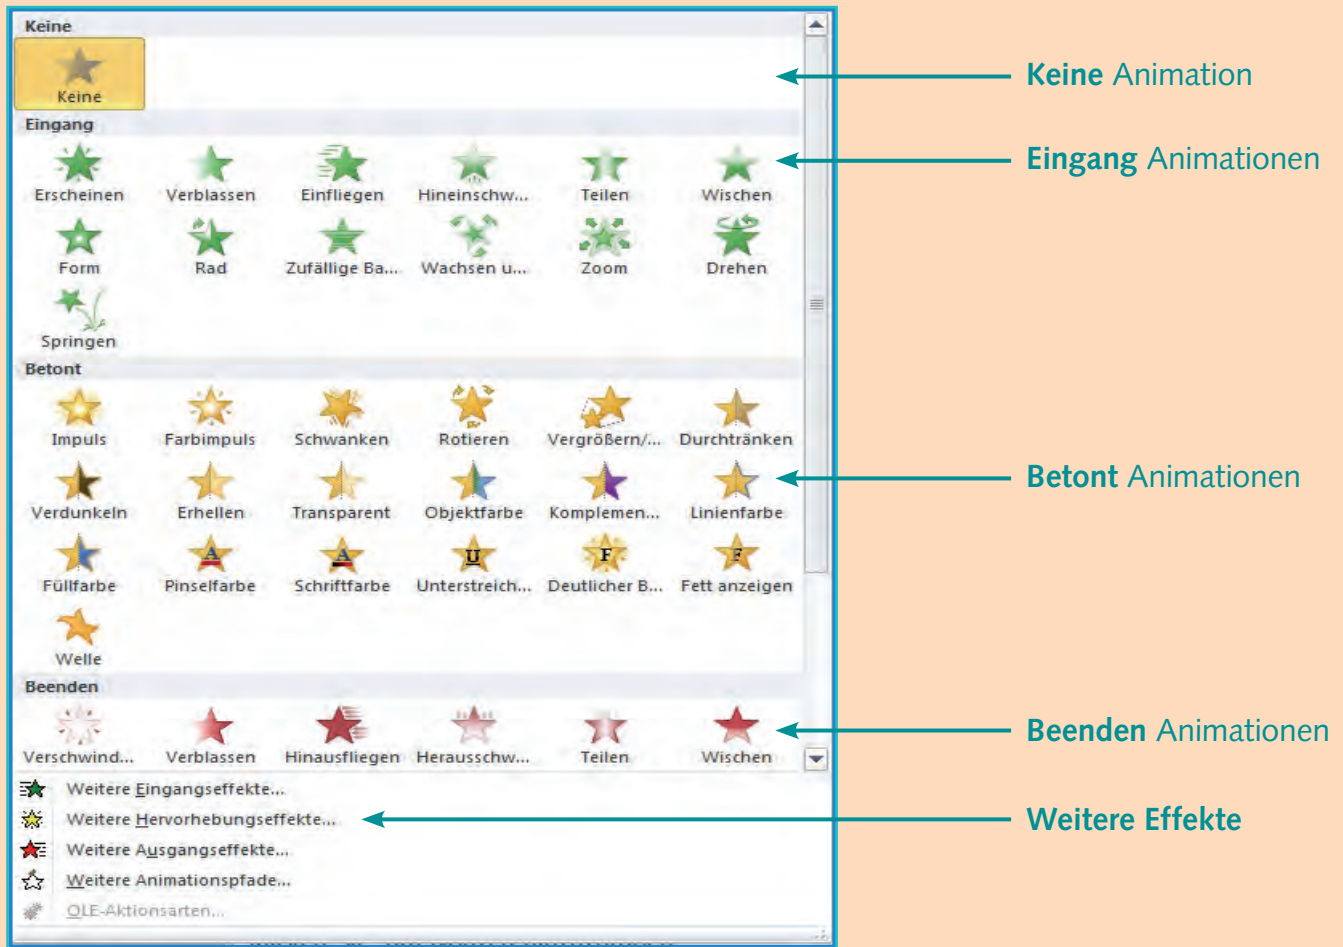 Keine
Keine
Keine Animation
Eingang
Eingang Animationen
Erscheinen Verblassen Einfliegen Hineinschw... Teilen Wischen
Form Rad Zufällige Ba... Wachsen u... Zoom Drehen
Springen
Betont
Impuls Farbimpuls Schwanken Rotieren Vergrößern/... Durchtränken
Betont Animationen
Verdunkeln Erhellen Transparent Objektfarbe Komplemen... Linienfarbe
A A U F F
Füllfarbe Pinselfarbe Schriftfarbe Unterstreich... Deutlicher B... Fett anzeigen
Welle
Beenden
Beenden Animationen
Verschwind... Verblassen Hinausfliegen Herausschw... Teilen Wischen
Weitere Eingangseffekte...
Weitere Hervorhebungseffekte...
Weitere Effekte
Weitere Ausgangseffekte...
Weitere Animationspfade...
OLE-Aktionsarten...